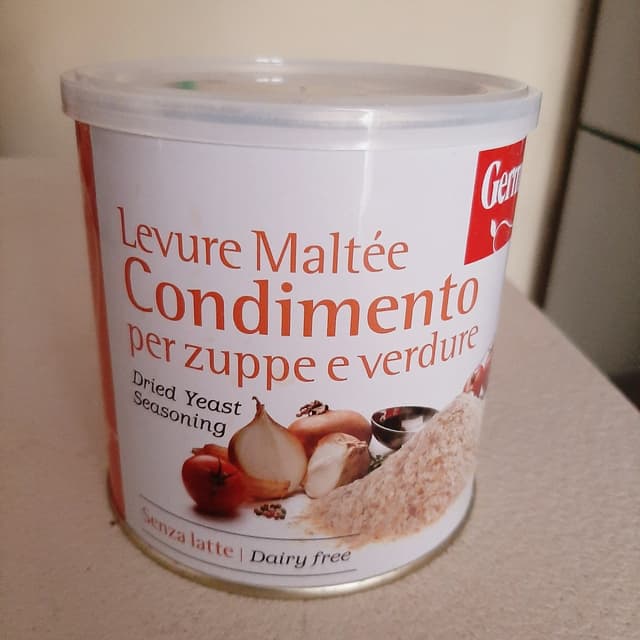 Levure Maltée
Condimento
per zuppe e verdure
Dried Yeast
Seasoning
Senza latte | Dairy free